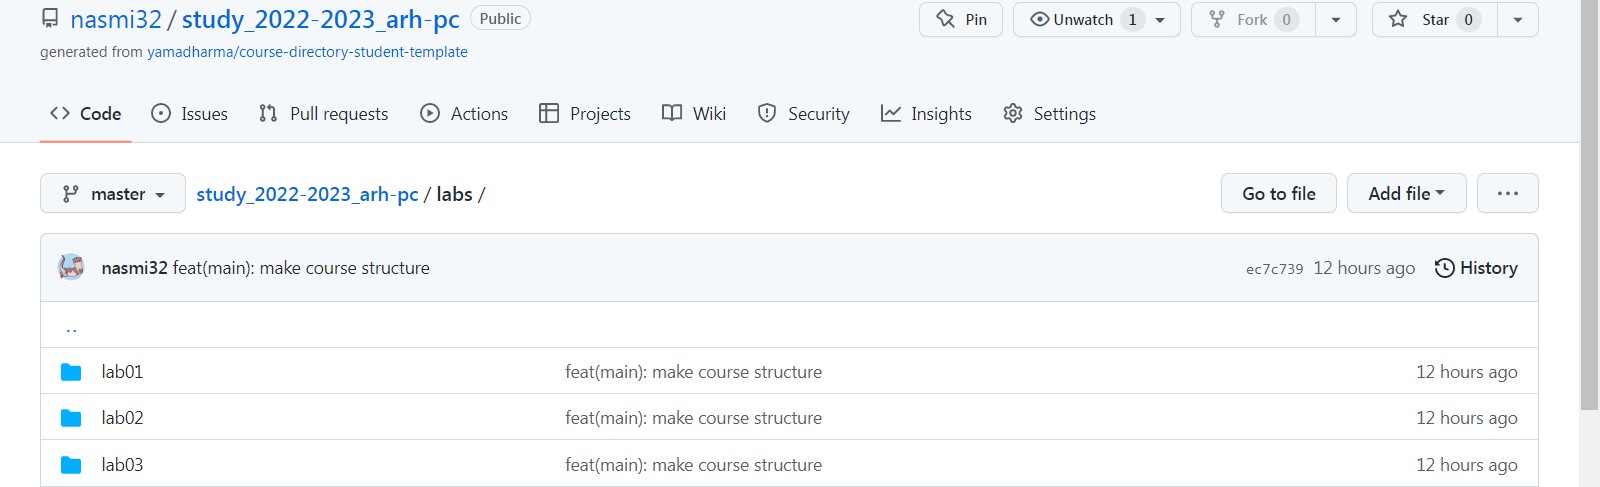 nasmi32 / study_2022-2023_arh-pc Public Pin Unwatch 1 Fork 0 Star 0
generated from yamadharma/course-directory-student-template
Code Issues Pull requests Actions Projects Wiki Security Insights Settings
master study_2022-2023_arh-pc / labs / Go to file Add file ...
nasmi32 feat(main): make course structure ec7c739 12 hours ago History
..
lab01 feat(main): make course structure 12 hours ago
lab02 feat(main): make course structure 12 hours ago
lab03 feat(main): make course structure 12 hours ago